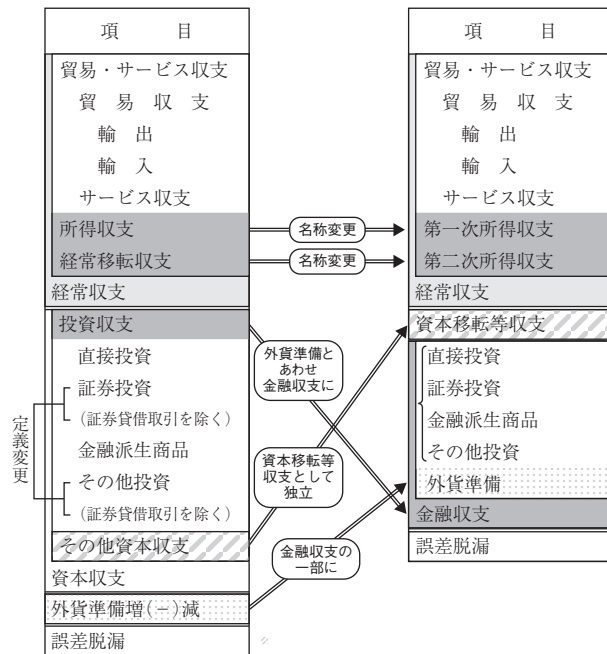 項 目
貿易・サービス収支
貿 易 収 支
輸 出
輸 入
サービス収支
所得収支
経常移転収支
経常収支
投資収支
直接投資
証券投資
(証券貸借取引を除く)
金融派生商品
その他投資
(証券貸借取引を除く)
その他資本収支
資本収支
外貨準備増(-)減
誤差脱漏
定義変更
名称変更
名称変更
外貨準備と
あわせ
金融収支に
資本移転等
収支として
独立
金融収支の
一部に
項 目
貿易・サービス収支
貿 易 収 支
輸 出
輸 入
サービス収支
第一次所得収支
第二次所得収支
経常収支
資本移転等収支
直接投資
証券投資
金融派生商品
その他投資
外貨準備
金融収支
誤差脱漏